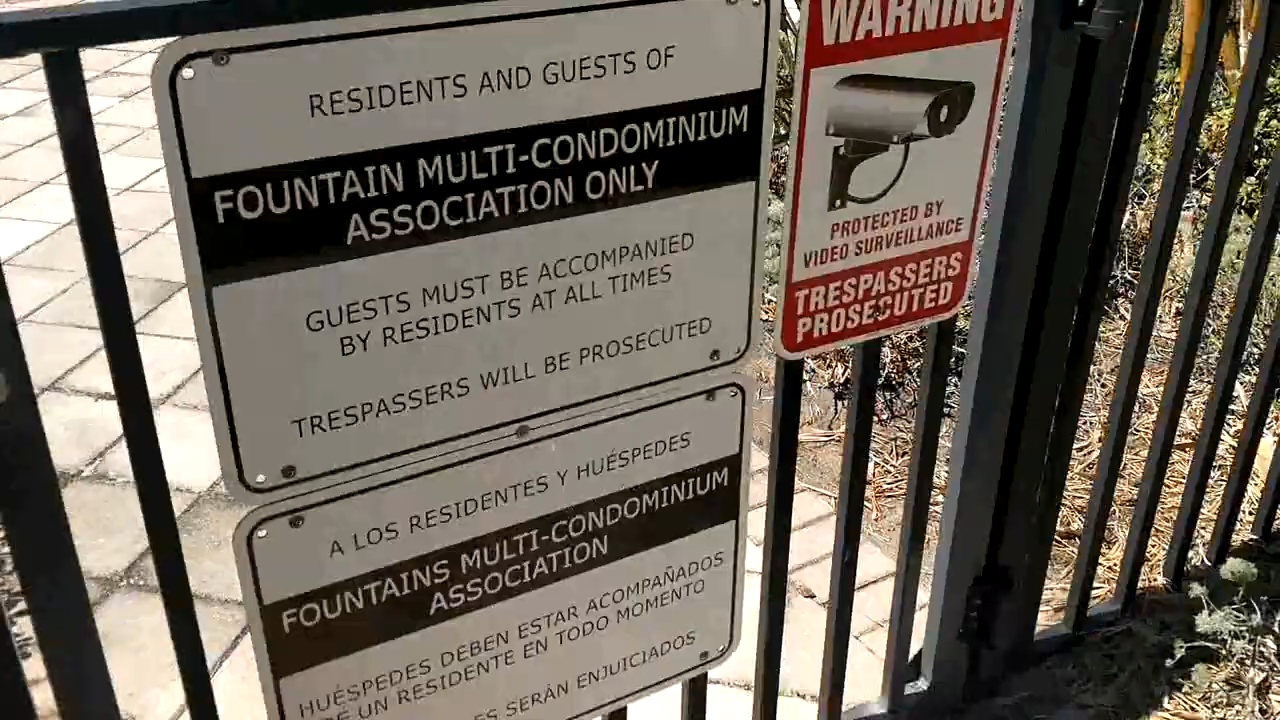 RESIDENTS AND GUESTS OF
FOUNTAIN MULTI-CONDOMINIUM
ASSOCIATION ONLY
GUESTS MUST BE ACCOMPANIED
BY RESIDENTS AT ALL TIMES
TRESPASSERS WILL BE PROSECUTED
A LOS RESIDENTES Y HUÉSPEDES
FOUNTAINS MULTI-CONDOMINIUM
ASSOCIATION
HUÉSPEDES DEBEN ESTAR ACOMPAÑADOS
UN RESIDENTE EN TODO MOMENTO
SERÁN ENJUICIADOS
WARNING
PROTECTED BY
VIDEO SURVEILLANCE
TRESPASSERS
PROSECUTED